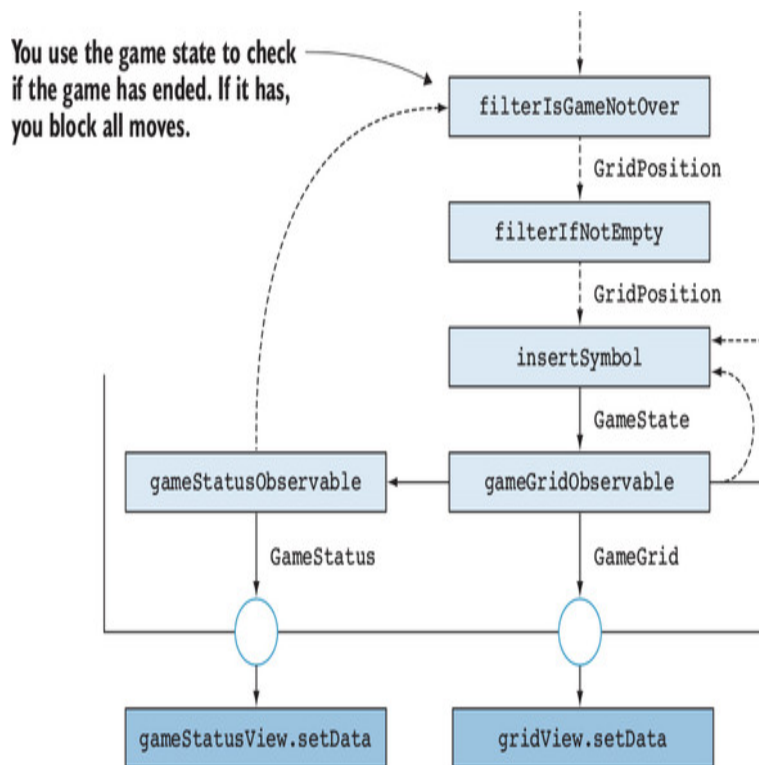 You use the game state to check
if the game has ended. If it has,
you block all moves.
filterIsGameNotOver
GridPosition
filterIfNotEmpty
GridPosition
insertSymbol
GameState
gameStatusObservable
gameGridObservable
GameStatus
GameGrid
gameStatusView.setData
gridView.setData